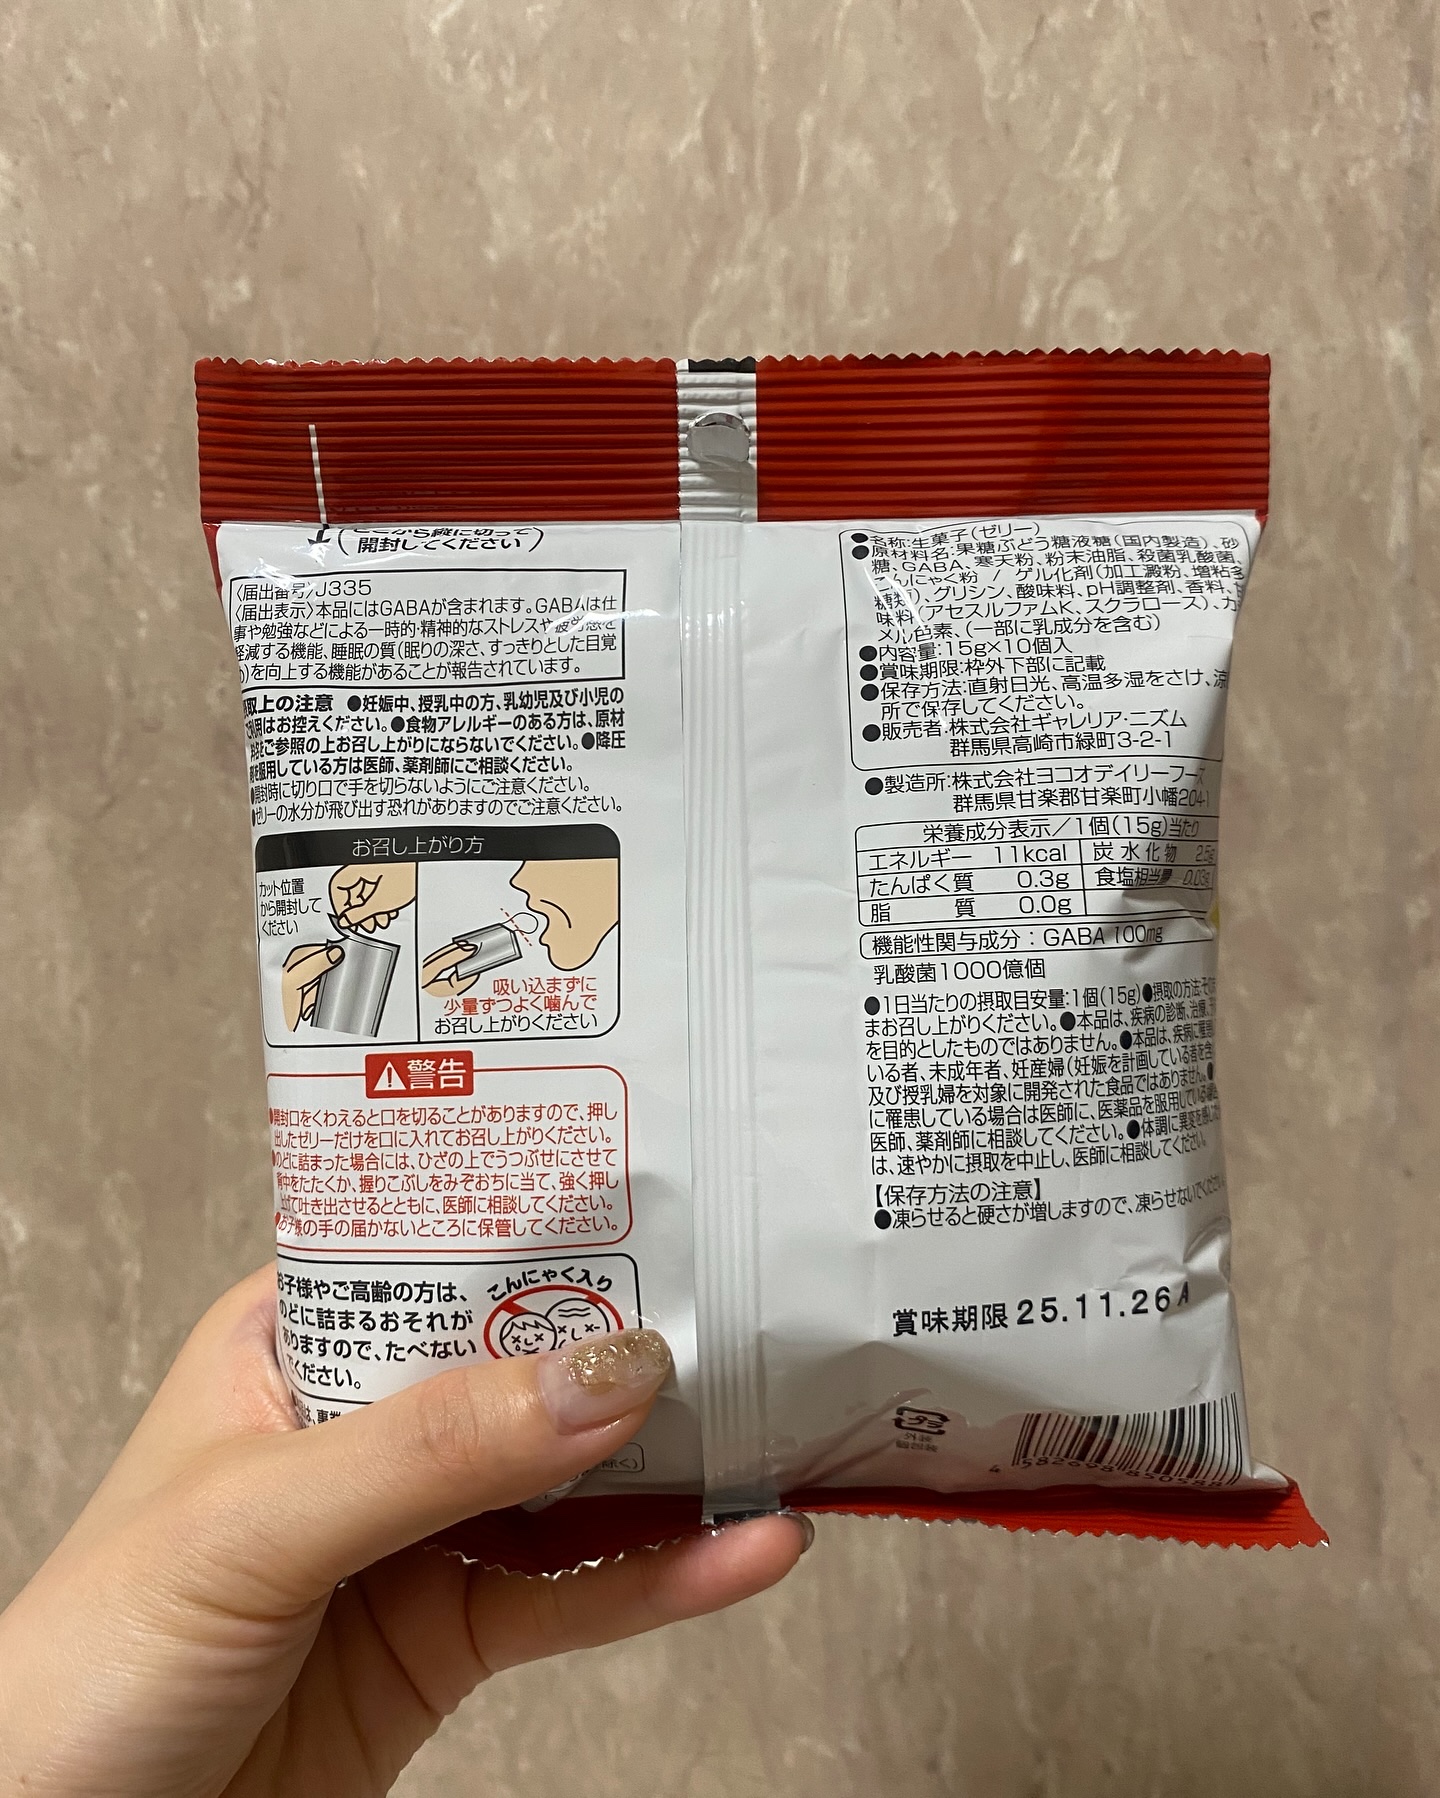 開封してください
〈届出番号〉J335
〈届出表示〉本品にはGABAが含まれます。GABAは仕
事や勉強などによる一時的・精神的なストレスや疲労感を
軽減する機能、睡眠の質(眠りの深さ、すっきりとした目覚
)を向上する機能があることが報告されています。
取上の注意 ●妊娠中、授乳中の方、乳幼児及び小児の
ご利用はお控えください。●食物アレルギーのある方は、原材
をご参照の上お召し上がりにならないでください。●降圧
剤を服用している方は医師、薬剤師にご相談ください。
●開封時に切り口で手を切らないようにご注意ください。
●ゼリーの水分が飛び出す恐れがありますのでご注意ください。
お召し上がり方
カット位置
から開封して
ください
吸い込まずに
少量ずつよく噛んで
お召し上がりください
警告
●開封口をくわえると口を切ることがありますので、押し
出したゼリーだけを口に入れてお召し上がりください。
●のどに詰まった場合には、ひざの上でうつぶせにさせて
背中をたたくか、握りこぶしをみぞおちに当て、強く押し
上げて吐き出させるとともに、医師に相談してください。
●お子様の手の届かないところに保管してください。
お子様やご高齢の方は、
のどに詰まるおそれが
ありますので、たべない
でください。
こんにゃく入り
除く)
●名称:生菓子(ゼリー)
●原材料名:果糖ぶどう糖液糖(国内製造)、砂
糖、GABA、寒天粉、粉末油脂、殺菌乳酸菌、
こんにゃく粉 / ゲル化剤(加工澱粉、増粘多
糖類)、グリシン、酸味料、pH調整剤、香料、甘
味料(アセスルファムK、スクラロース)、カ
メル色素、(一部に乳成分を含む)
●内容量:15g×10個入
●賞味期限:枠外下部に記載
●保存方法:直射日光、高温多湿をさけ、涼
所で保存してください。
●販売者:株式会社ギャレリア・ニズム
群馬県高崎市緑町3-2-1
●製造所:株式会社ヨコオデイリーフーズ
群馬県甘楽郡甘楽町小幡204-1
栄養成分表示/1個(15g)当たり
エネルギー 11kcal 炭水化物 2.5g
たんぱく質 0.3g 食塩相当量 0.03g
脂質 0.0g
機能性関与成分:GABA 100mg
乳酸菌1000億個
●1日当たりの摂取目安量:1個(15g)●摂取の方法:そのま
まお召し上がりください。●本品は、疾病の診断、治療、予
を目的としたものではありません。●本品は、疾病に罹患し
いる者、未成年者、妊産婦(妊娠を計画している者を含
及び授乳婦を対象に開発された食品ではありません。●
に罹患している場合は医師に、医薬品を服用している場合
医師、薬剤師に相談してください。●体調に異変を感じ
は、速やかに摂取を中止し、医師に相談してください。
【保存方法の注意】
●凍らせると硬さが増しますので、凍らせないでください
賞味期限 25.11.26A
プラ
外装
個包装
4 582698 850588